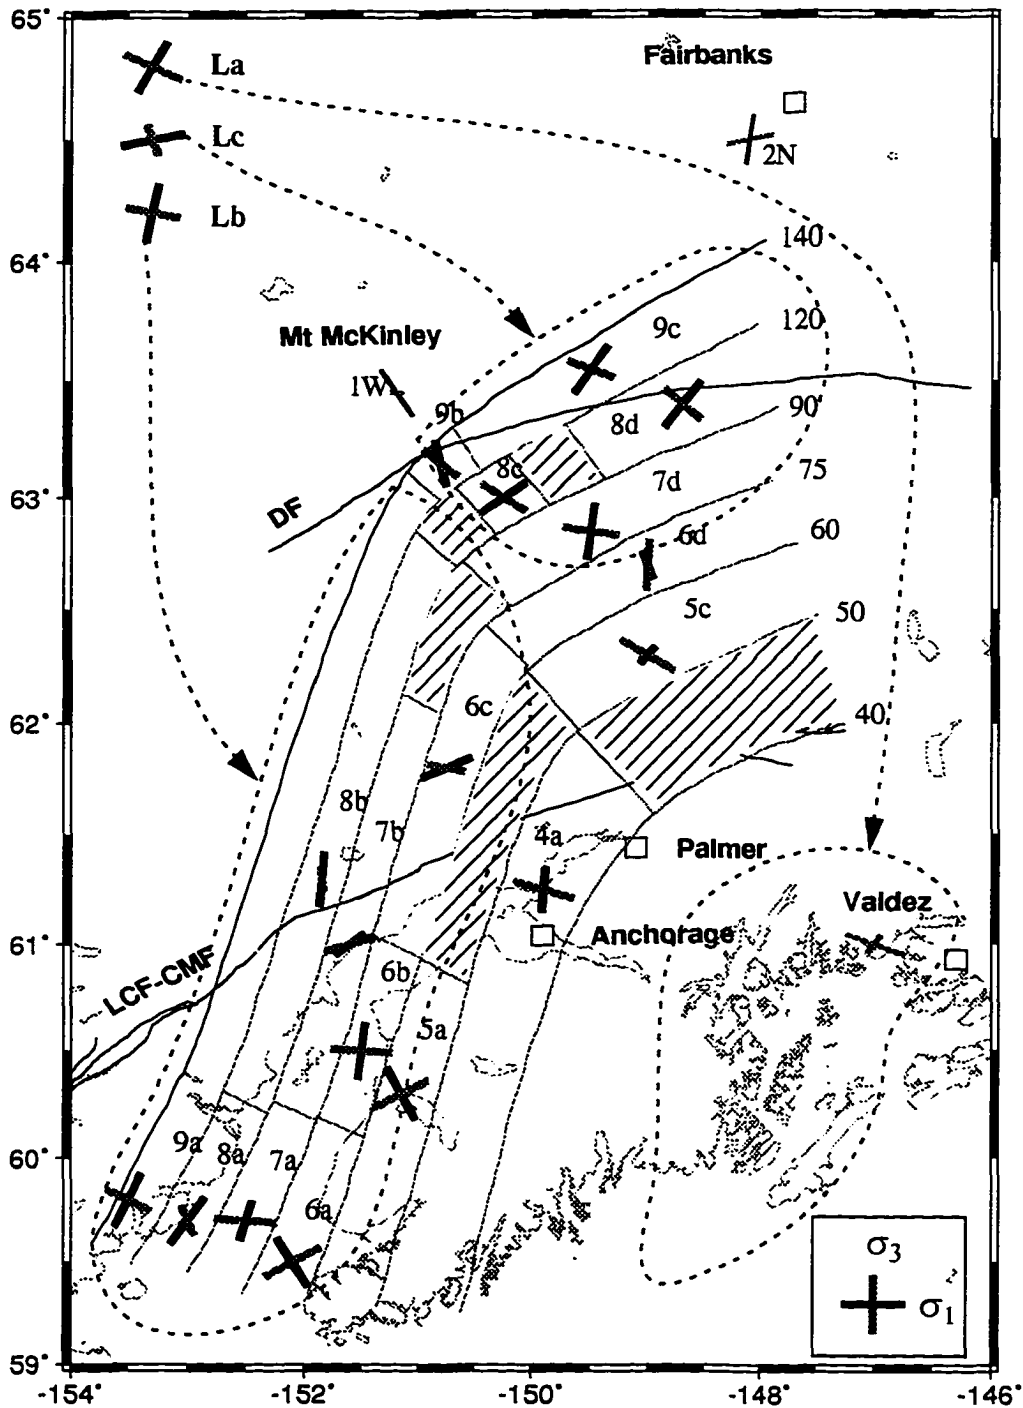 65°
Fairbanks
La
2N
Lc
Lb
140
64°
9c
120
Mt McKinley
1W
9b
8d
90
8c
7d
75
63°
DF
6d
60
5c
50
6c
40
62°
8b
7b
4a
Palmer
Valdez
61°
Anchorage
LCF-CMF
6b
5a
60°
9a
8a
7a
6a
σ3
σ1
59°
-154°
-152°
-150°
-148°
-146°